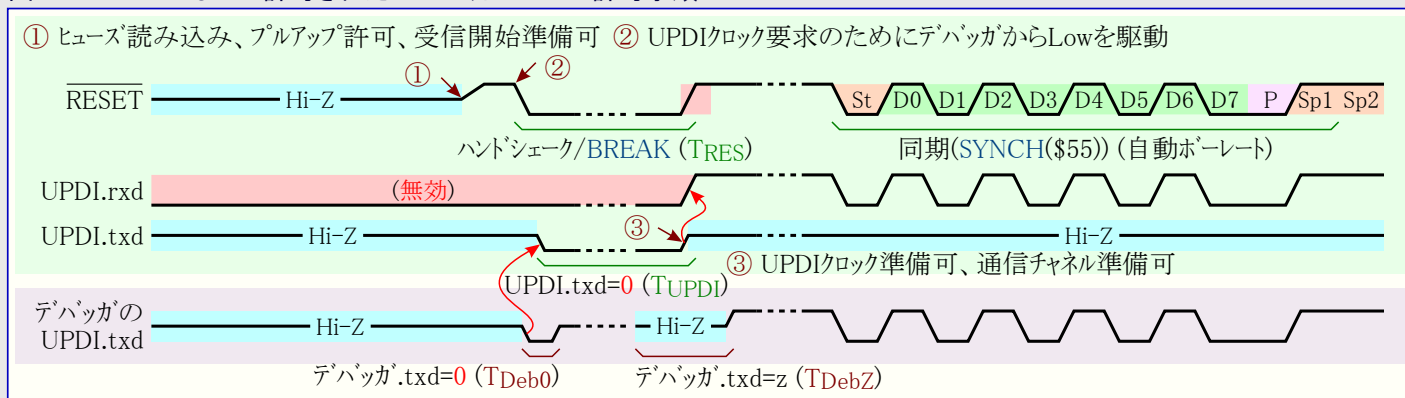 ① ヒューズ読み込み、プルアップ許可、受信開始準備可 ② UPDIクロック要求のためにデバッガからLowを駆動
① ②
RESET Hi-Z St D0 D1 D2 D3 D4 D5 D6 D7 P Sp1 Sp2
ハンドシェーク/BREAK (TRES) 同期(SYNCH($55)) (自動ボーレート)
UPDI.rxd (無効)
UPDI.txd Hi-Z ③ Hi-Z
③ UPDIクロック準備可、通信チャネル準備可
UPDI.txd=0 (TUPDI)
デバッガの
UPDI.txd Hi-Z Hi-Z
デバッガ.txd=0 (TDeb0) デバッガ.txd=z (TDebZ)